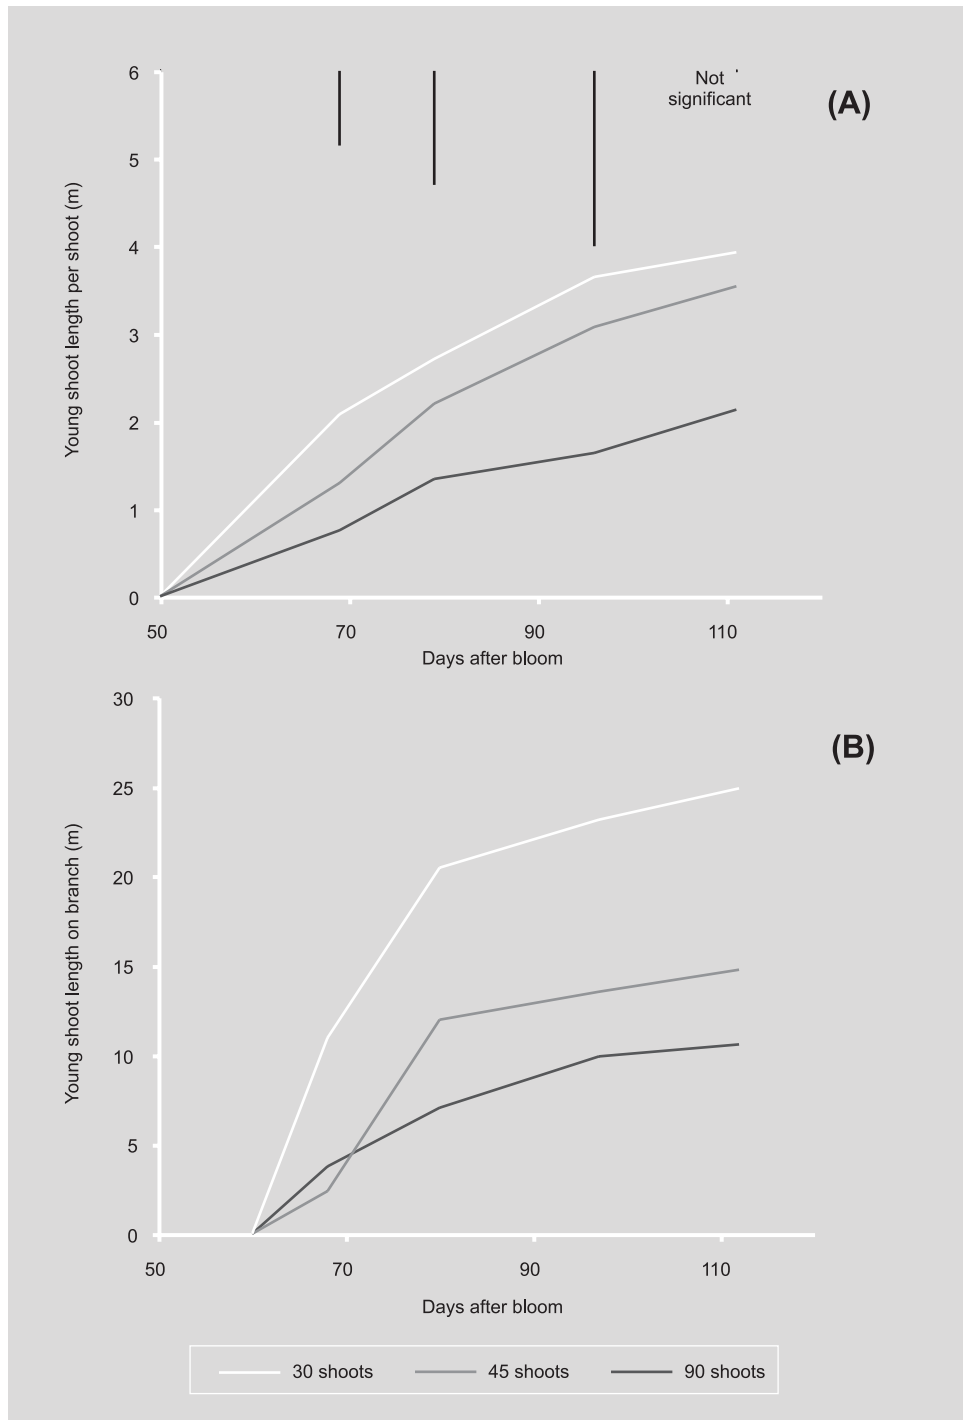 6
Not
significant
(A)
5
4
3
2
1
0
Young shoot length per shoot (m)
50
70
90
110
Days after bloom
30
(B)
25
20
15
10
5
0
Young shoot length on branch (m)
50
70
90
110
Days after bloom
30 shoots
45 shoots
90 shoots